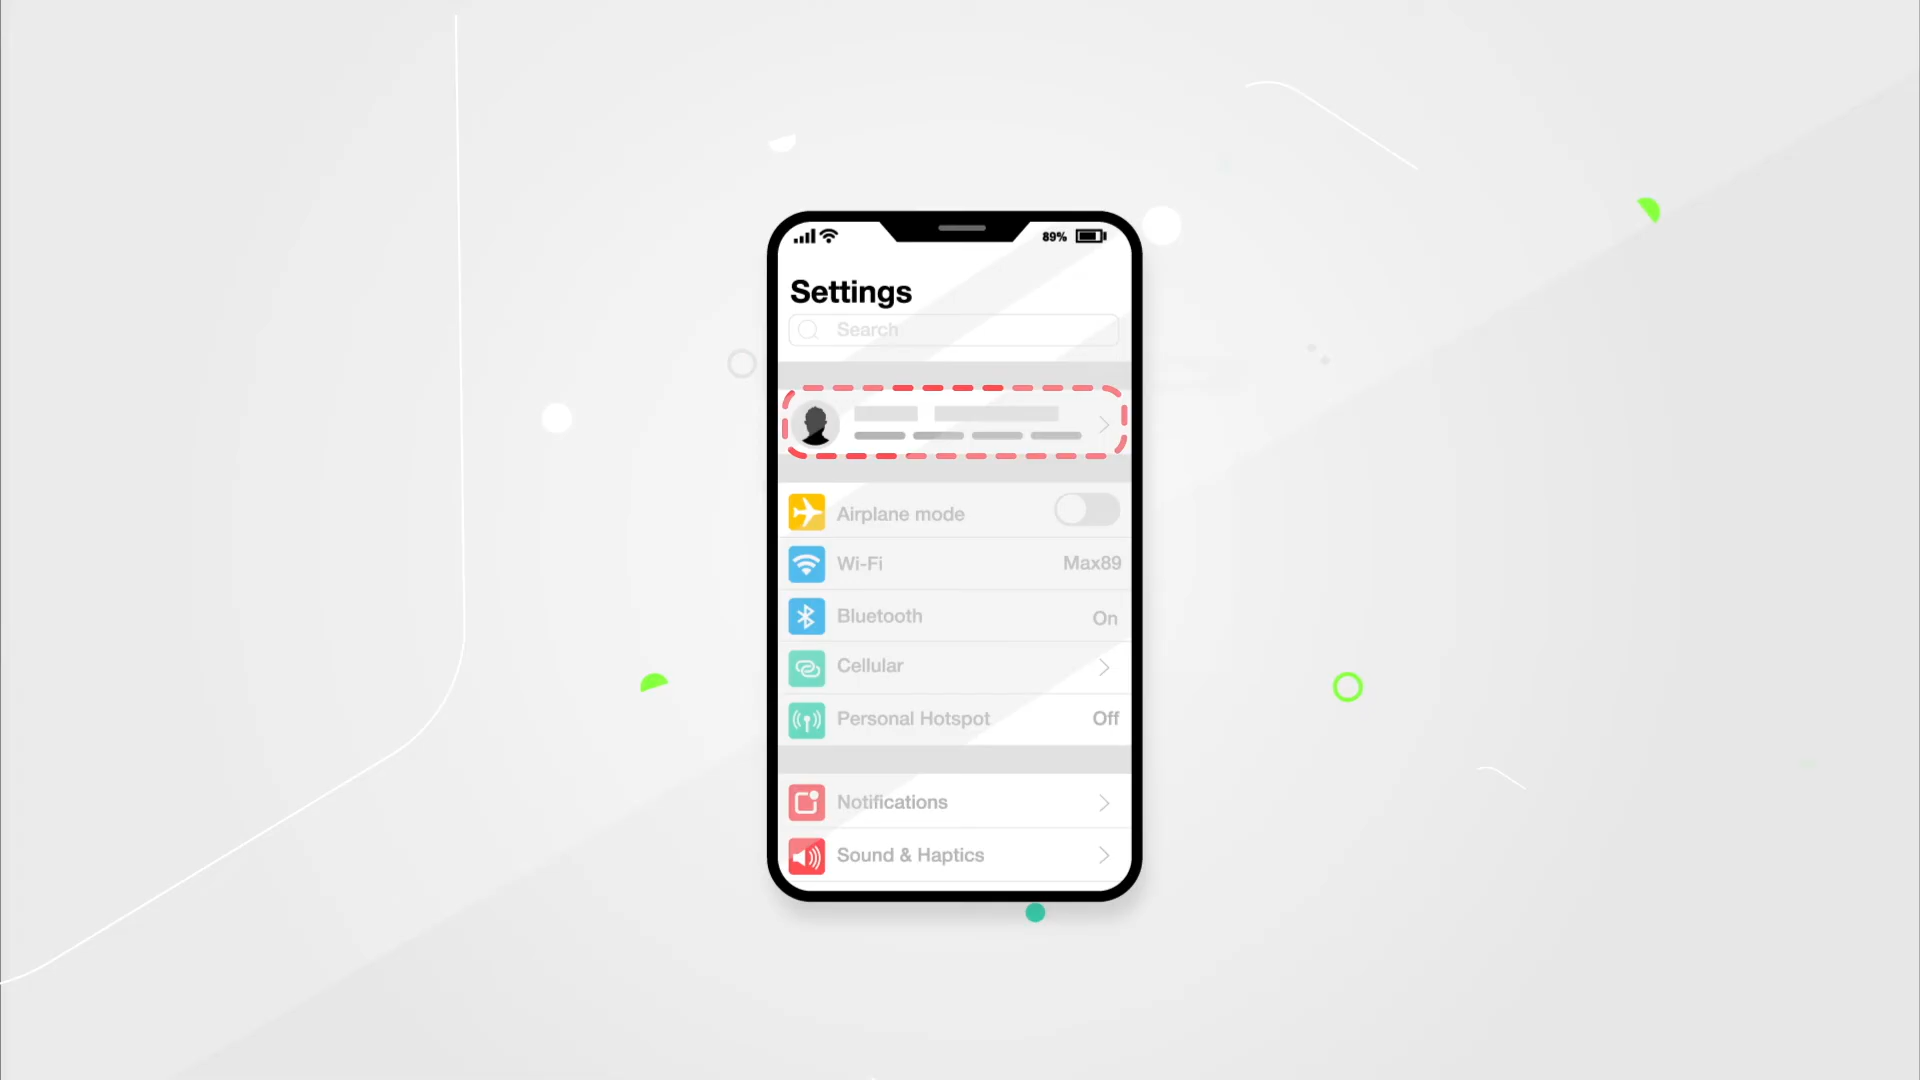 89%
Settings
Search
Airplane mode
Wi-Fi Max89
Bluetooth On
Cellular
Personal Hotspot Off
Notifications
Sound & Haptics